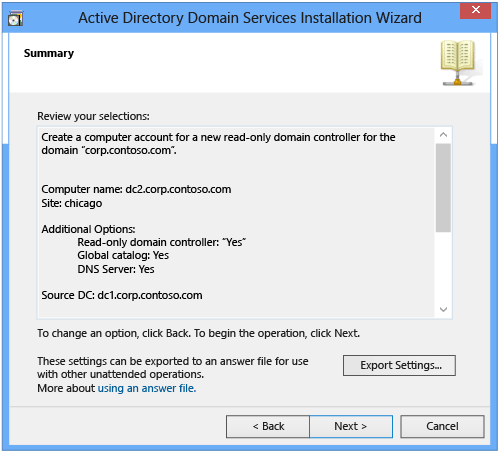 Active Directory Domain Services Installation Wizard
Summary
Review your selections:
Create a computer account for a new read-only domain controller for the
domain “corp.contoso.com”.
Computer name: dc2.corp.contoso.com
Site: chicago
Additional Options:
Read-only domain controller: “Yes”
Global catalog: Yes
DNS Server: Yes
Source DC: dc1.corp.contoso.com
To change an option, click Back. To begin the operation, click Next.
These settings can be exported to an answer file for use
with other unattended operations.
More about using an answer file.
Export Settings...
< Back
Next >
Cancel